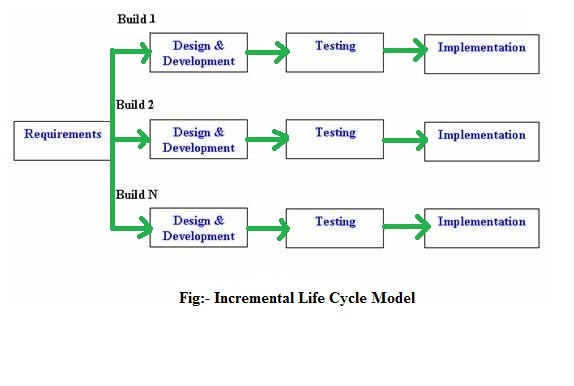 Build 1
Design &
Development
Testing
Implementation
Build 2
Requirements
Design &
Development
Testing
Implementation
Build N
Design &
Development
Testing
Implementation
Fig:- Incremental Life Cycle Model